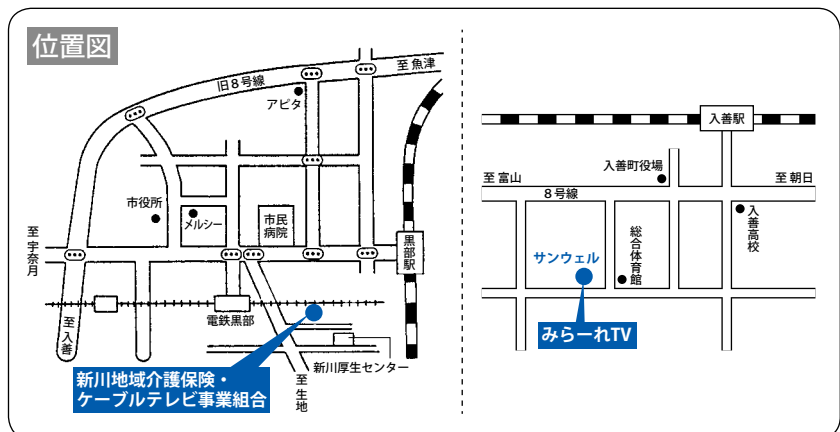 位置図
至 魚津
旧8号線
アピタ
市役所
メルシー
市民
病院
至 宇奈月
黒部駅
電鉄黒部
至 入善
新川厚生センター
至 生地
新川地域介護保険・
ケーブルテレビ事業組合
入善駅
入善町役場
至 富山
至 朝日
8号線
入善高校
総合体育館
サンウェル
みらーれTV